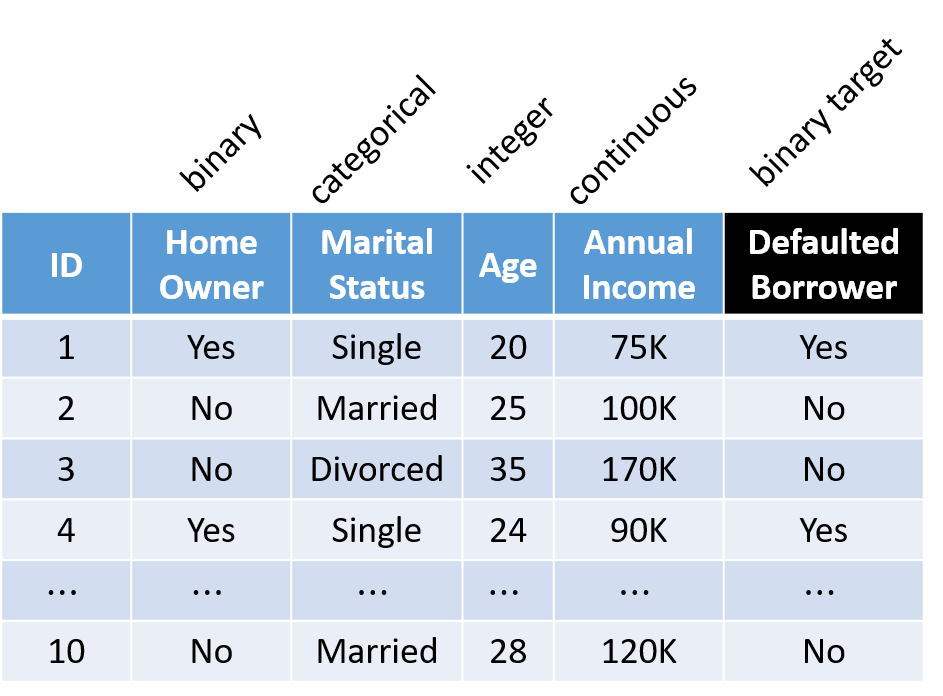 binary categorical integer continuous binary target
ID Home Owner Marital Status Age Annual Income Defaulted Borrower
1 Yes Single 20 75K Yes
2 No Married 25 100K No
3 No Divorced 35 170K No
4 Yes Single 24 90K Yes
... ... ... ... ... ...
10 No Married 28 120K No